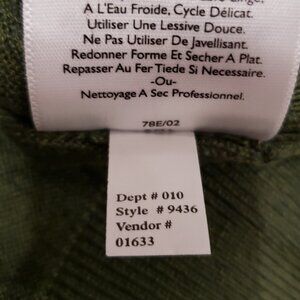 A L'Eau Froide, Cycle Délicat.
Utiliser Une Lessive Douce.
Ne Pas Utiliser De Javellisant.
Redonner Forme Et Secher A Plat.
Repasser Au Fer Tiede Si Necessaire.
-Ou-
Nettoyage A Sec Professionnel.
78E/02
Dept # 010
Style # 9436
Vendor #
01633